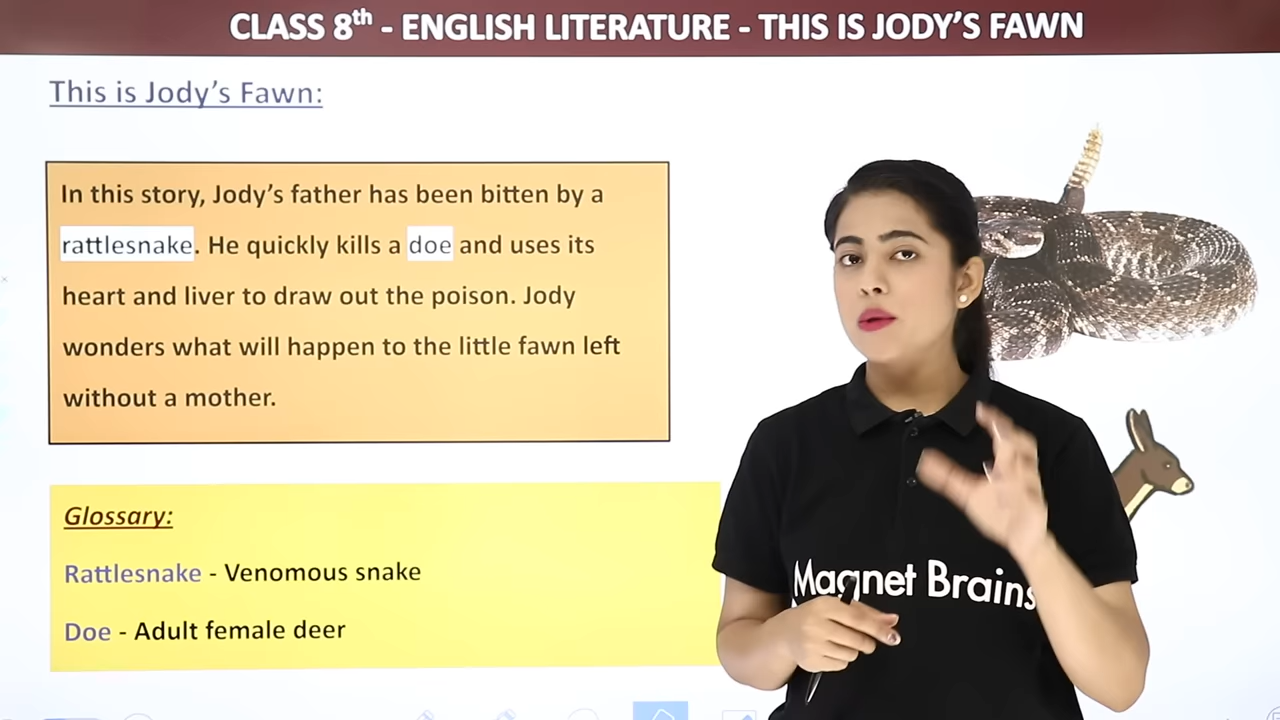 CLASS 8th - ENGLISH LITERATURE - THIS IS JODY'S FAWN
This is Jody's Fawn:
In this story, Jody's father has been bitten by a
rattlesnake. He quickly kills a doe and uses its
heart and liver to draw out the poison. Jody
wonders what will happen to the little fawn left
without a mother.
Glossary:
Rattlesnake - Venomous snake
Doe - Adult female deer
Magnet Brains